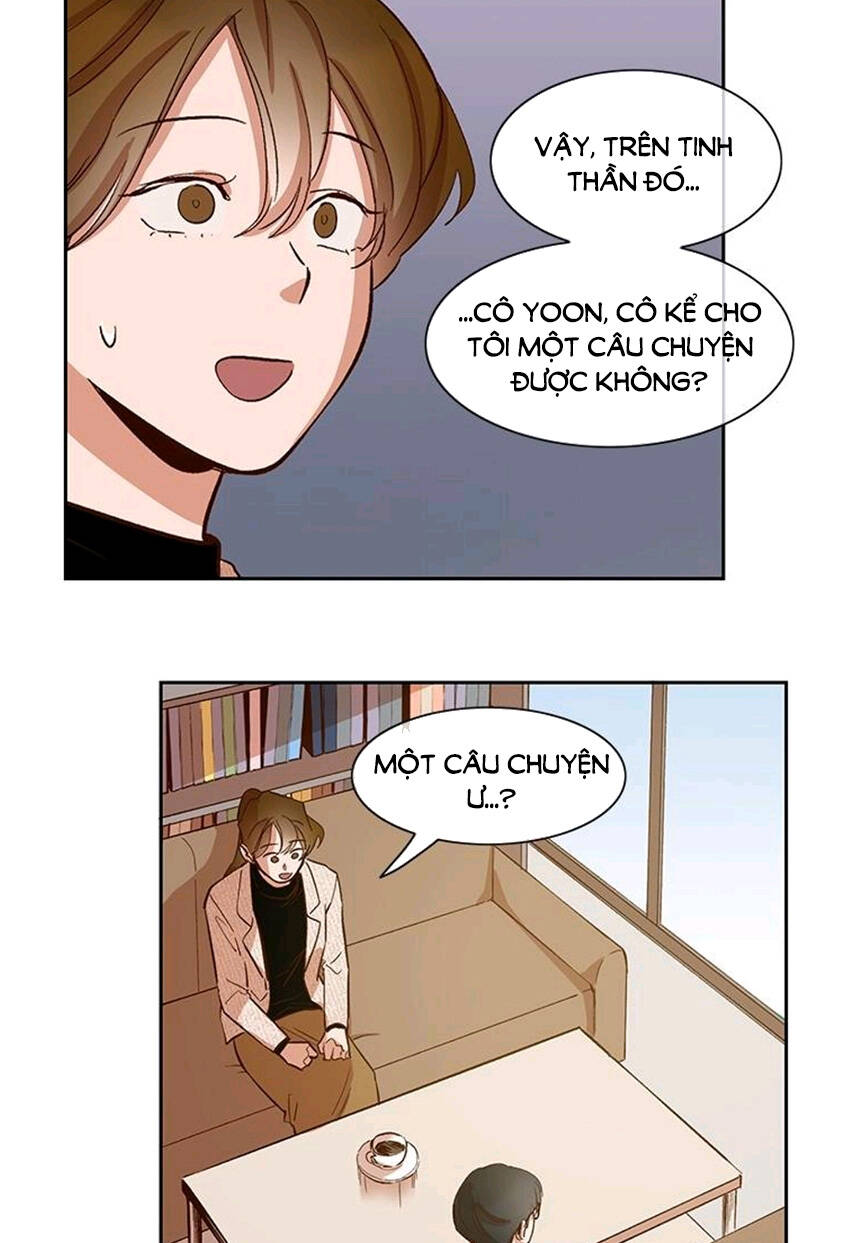 VẬY, TRÊN TINH
THẦN ĐÓ...
...CÔ YOON, CÔ KỂ CHO
TÔI MỘT CÂU CHUYỆN
ĐƯỢC KHÔNG?
MỘT CÂU CHUYỆN
Ư...?